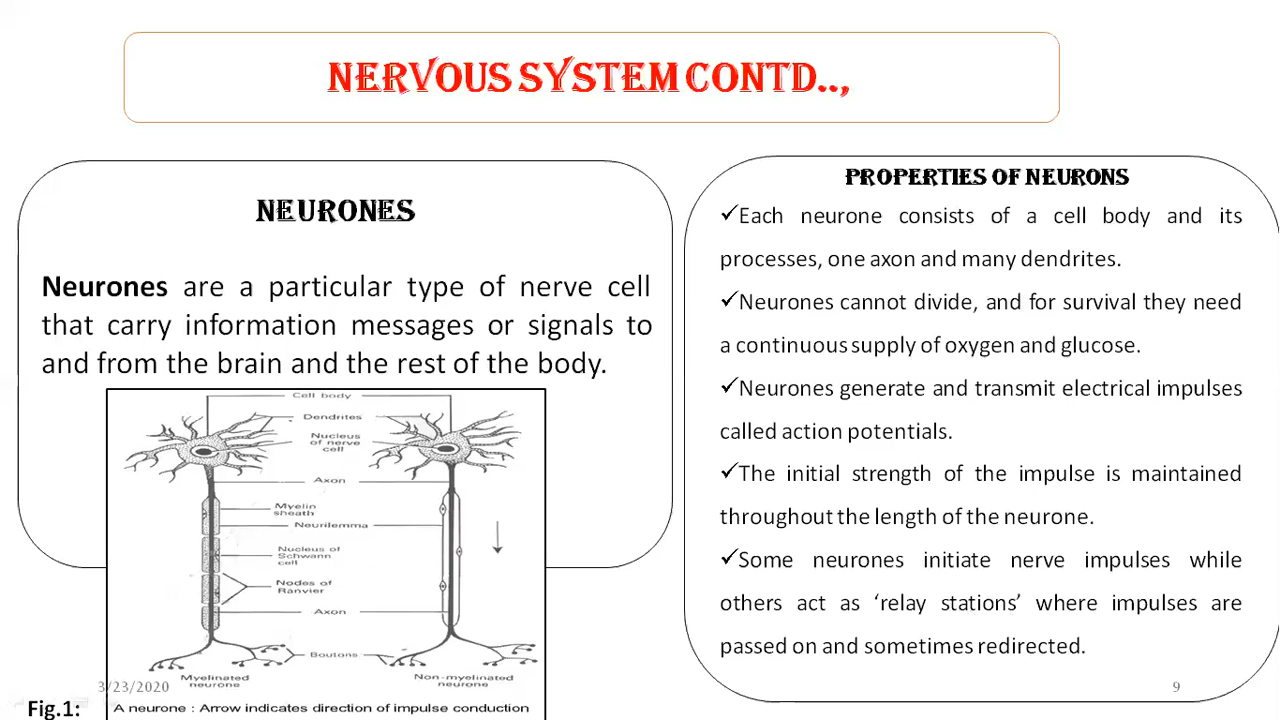 NERVOUS SYSTEM CONTD..,
NEURONES
Neurones are a particular type of nerve cell
that carry information messages or signals to
and from the brain and the rest of the body.
Cell body
Dendrites
Nucleus
of nerve
cell
Axon
Myelin
sheath
Neurilemma
Nucleus of
Schwann
cell
Nodes of
Ranvier
Axon
Boutons
Myelinated
neurone
Non-myelinated
neurone
3/23/2020
Fig.1:
A neurone : Arrow indicates direction of impulse conduction
PROPERTIES OF NEURONS
✓Each neurone consists of a cell body and its
processes, one axon and many dendrites.
✓Neurones cannot divide, and for survival they need
a continuous supply of oxygen and glucose.
✓Neurones generate and transmit electrical impulses
called action potentials.
✓The initial strength of the impulse is maintained
throughout the length of the neurone.
✓Some neurones initiate nerve impulses while
others act as ‘relay stations’ where impulses are
passed on and sometimes redirected.
9